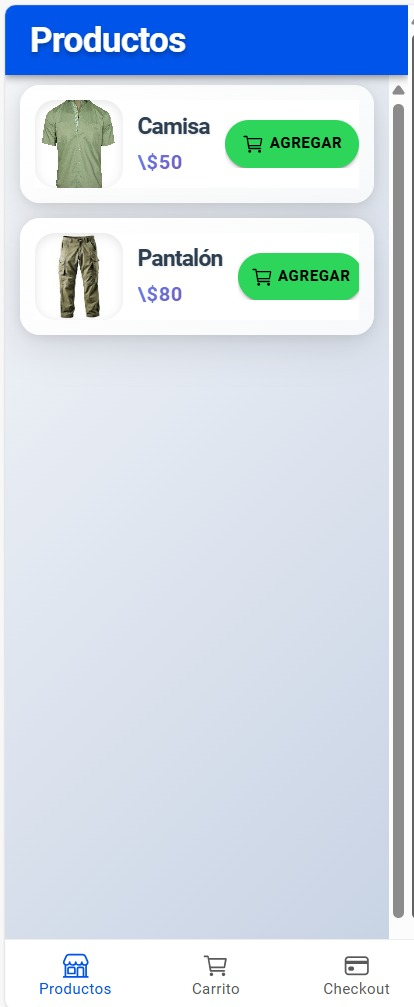 Productos
Camisa
\$50
AGREGAR
Pantalón
\$80
AGREGAR
Productos
Carrito
Checkout